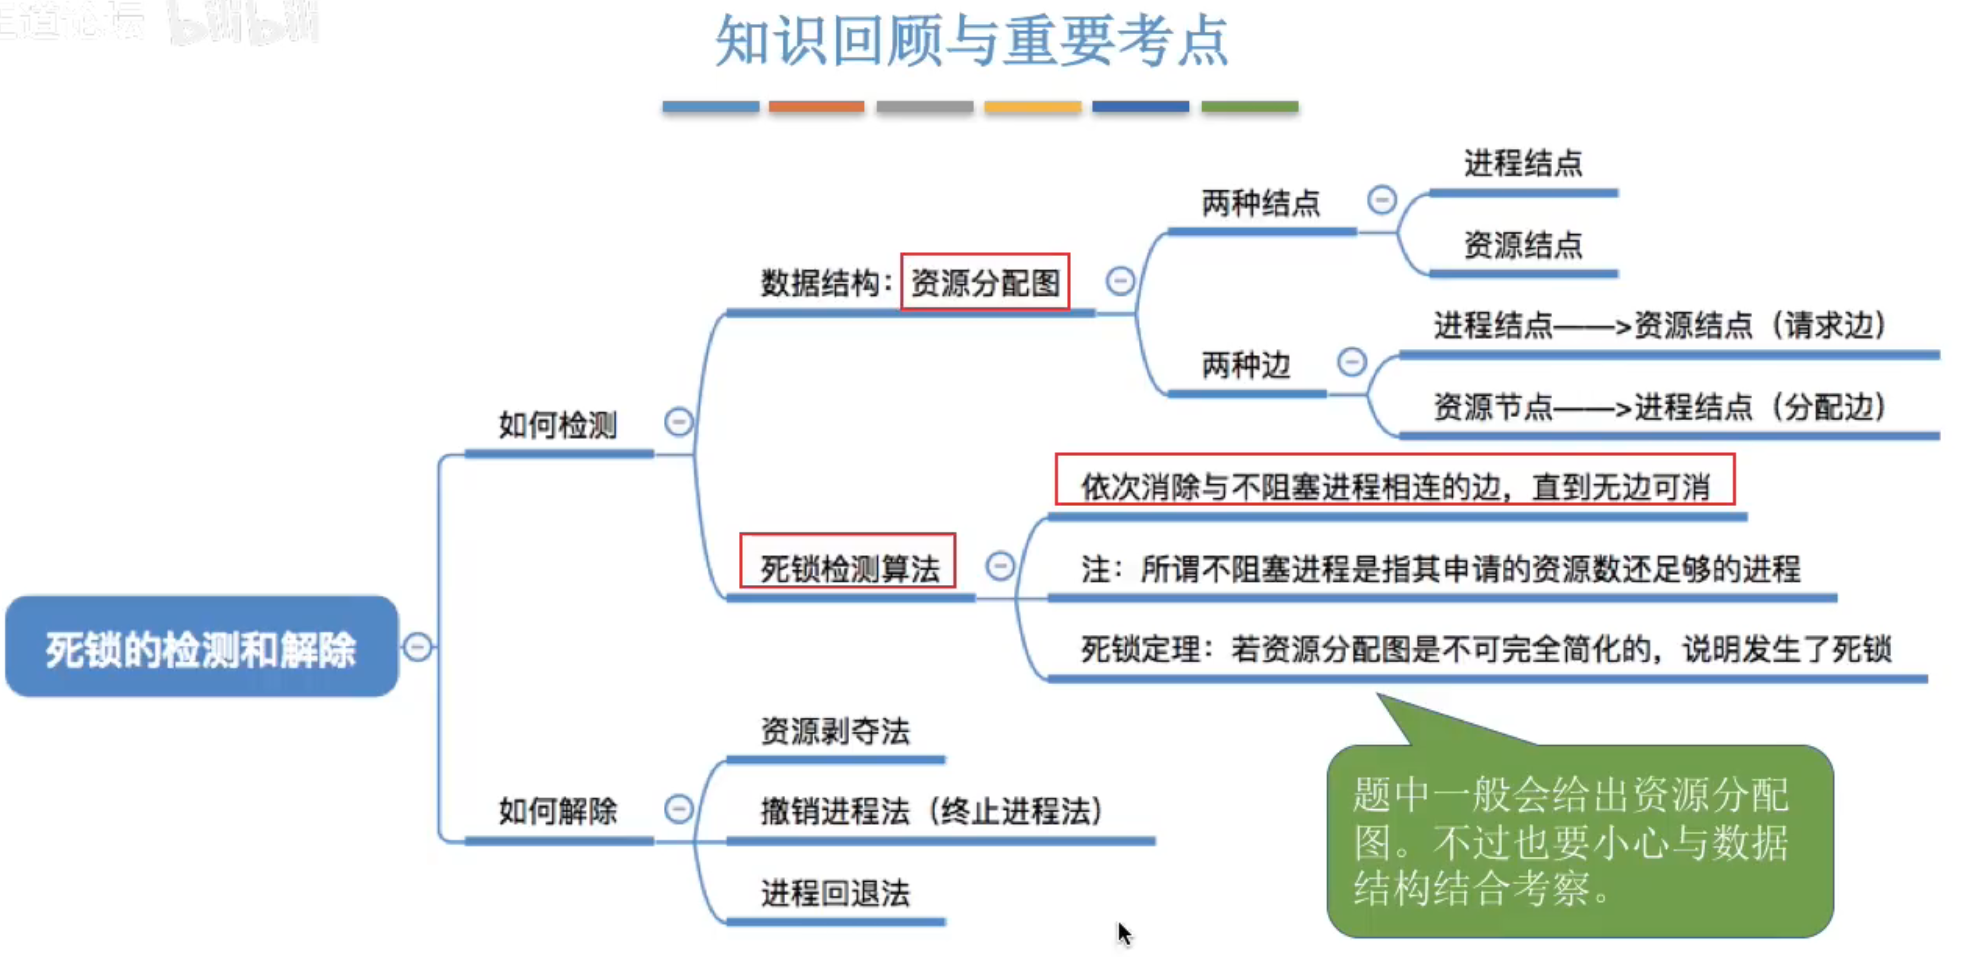 王道论坛 bilibili
知识回顾与重要考点
死锁的检测和解除
如何检测
数据结构：资源分配图
两种结点
进程结点
资源结点
两种边
进程结点——>资源结点（请求边）
资源节点——>进程结点（分配边）
死锁检测算法
依次消除与不阻塞进程相连的边，直到无边可消
注：所谓不阻塞进程是指其申请的资源数还足够的进程
死锁定理：若资源分配图是不可完全简化的，说明发生了死锁
题中一般会给出资源分配
图。不过也要小心与数据
结构结合考察。
如何解除
资源剥夺法
撤销进程法（终止进程法）
进程回退法